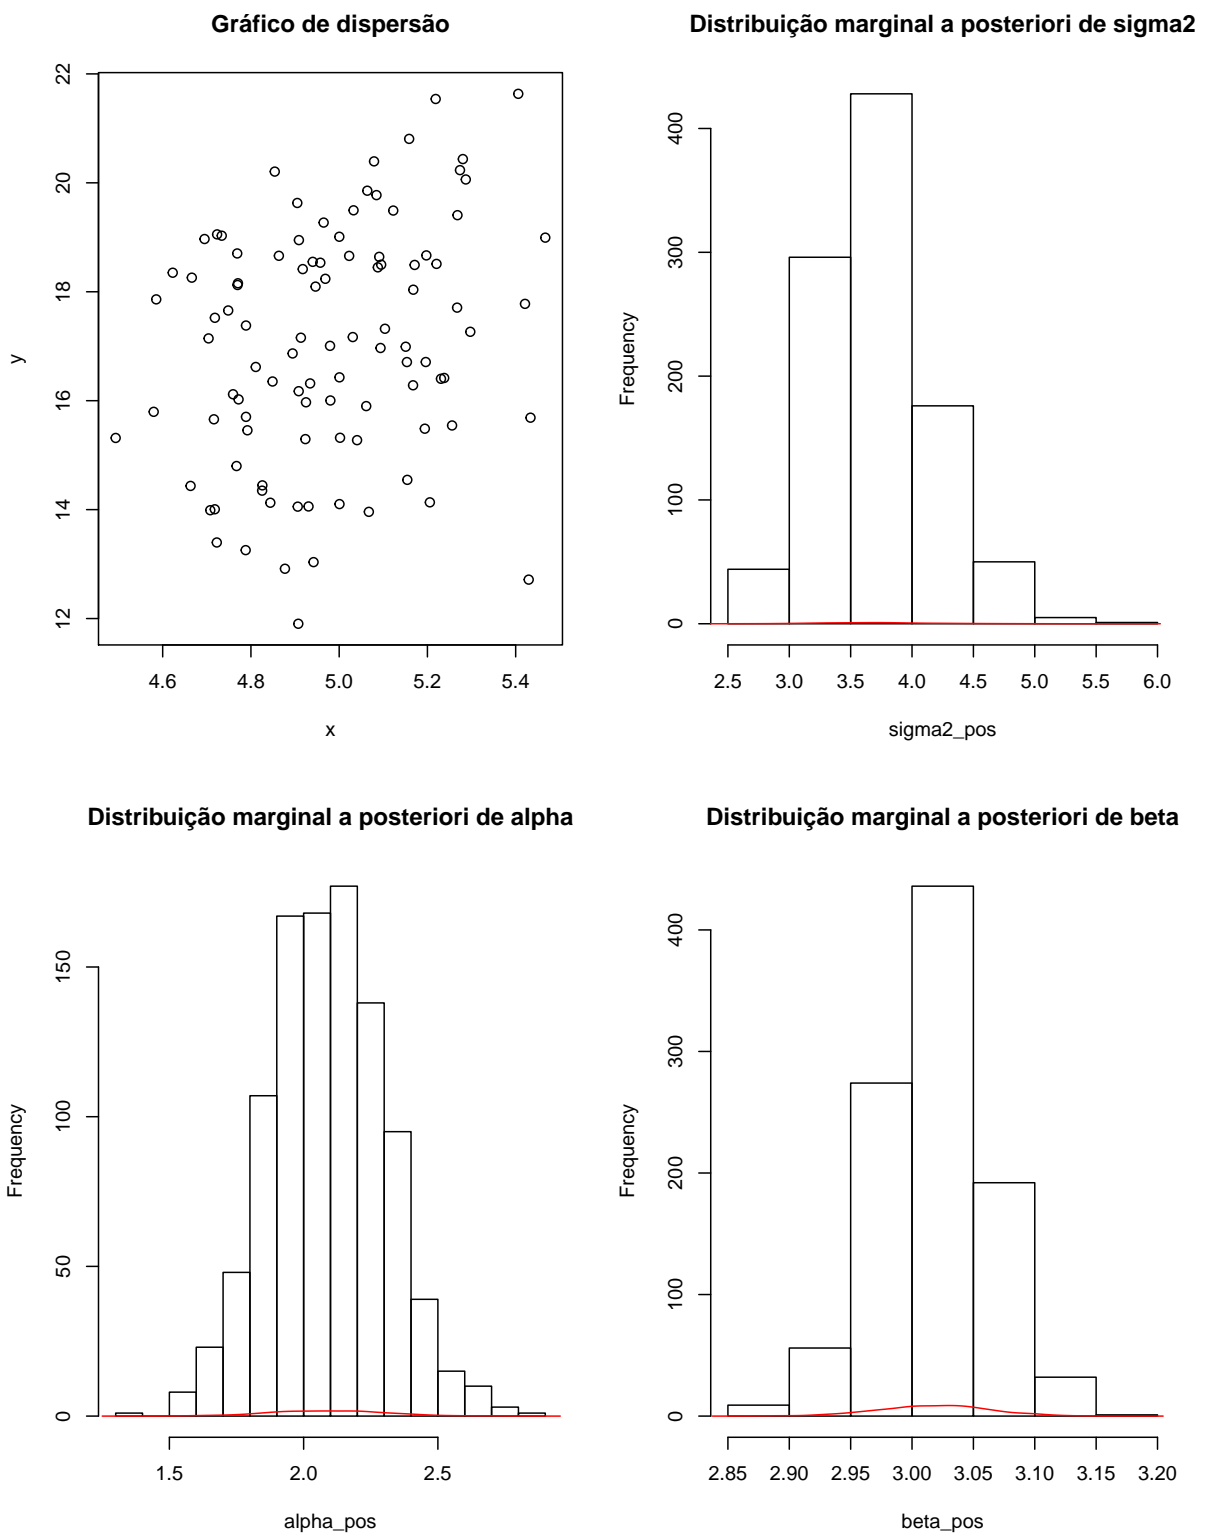 Gráfico de dispersão
22
20
18
16
14
12
y
4.6 4.8 5.0 5.2 5.4
x
Distribuição marginal a posteriori de sigma2
400
300
200
100
0
Frequency
2.5 3.0 3.5 4.0 4.5 5.0 5.5 6.0
sigma2_pos
Distribuição marginal a posteriori de alpha
150
100
50
0
Frequency
1.5 2.0 2.5
alpha_pos
Distribuição marginal a posteriori de beta
400
300
200
100
0
Frequency
2.85 2.90 2.95 3.00 3.05 3.10 3.15 3.20
beta_pos